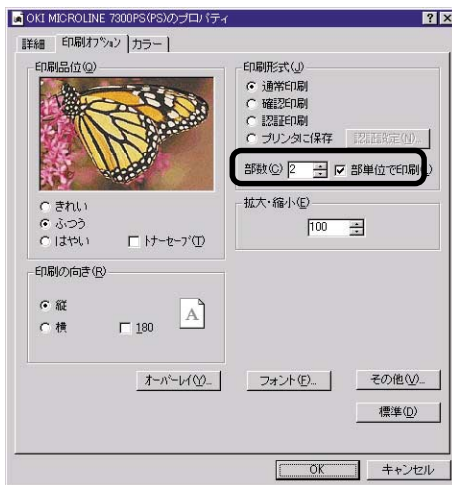 OKI MICROLINE 7300PS(PS)のプロパティ
詳細 印刷オプション カラー
印刷品位(Q)
きれい
ふつう
はやい トナーセーブ(T)
印刷の向き(R)
縦
横 180
A
印刷形式(J)
通常印刷
確認印刷
認証印刷
プリンタに保存 認証設定(N)...
部数(C) 2 部単位で印刷
拡大・縮小(E)
100
オーバーレイ(Y)... フォント(F)... その他(V)...
標準(D)
OK キャンセル